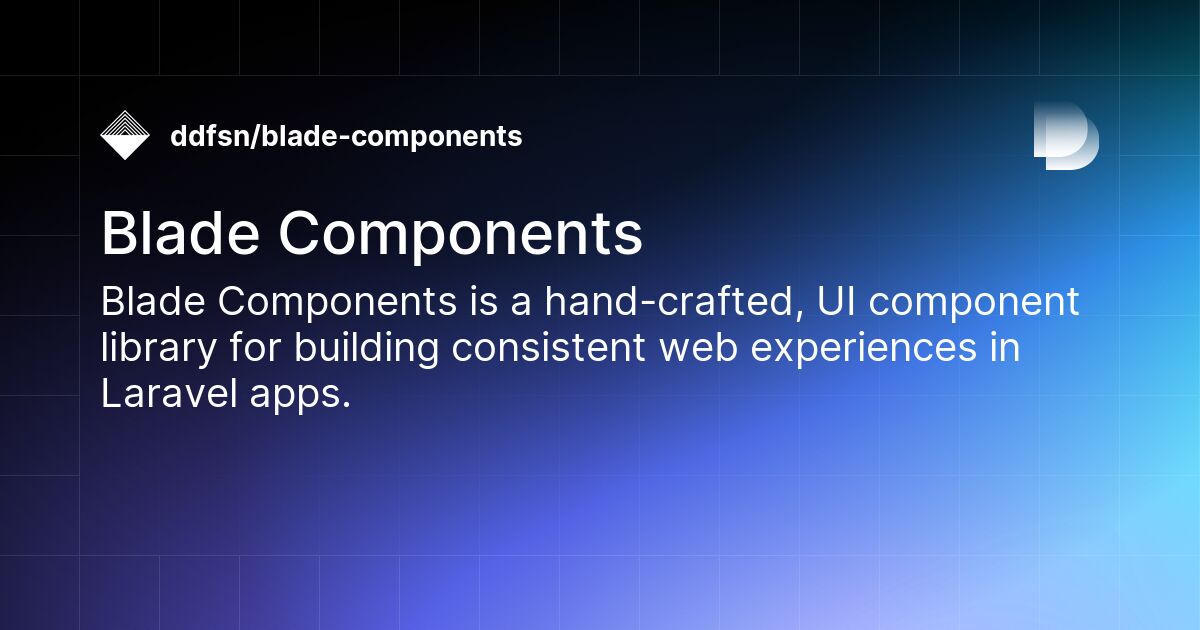 ddfsn/blade-components
Blade Components
Blade Components is a hand-crafted, UI component
library for building consistent web experiences in
Laravel apps.